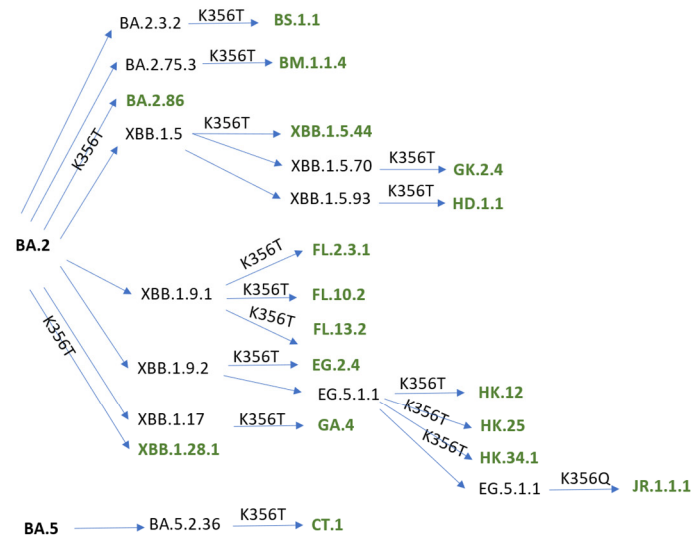 BA.2.3.2 K356T BS.1.1
BA.2.75.3 K356T BM.1.1.4
BA.2.86
K356T
XBB.1.5 K356T XBB.1.5.44
XBB.1.5.70 K356T GK.2.4
XBB.1.5.93 K356T HD.1.1
BA.2
K356T FL.2.3.1
XBB.1.9.1 K356T FL.10.2
K356T FL.13.2
K356T
XBB.1.9.2 K356T EG.2.4
EG.5.1.1 K356T HK.12
K356T HK.25
XBB.1.17 K356T GA.4
XBB.1.28.1
K356T HK.34.1
EG.5.1.1 K356Q JR.1.1.1
BA.5 BA.5.2.36 K356T CT.1